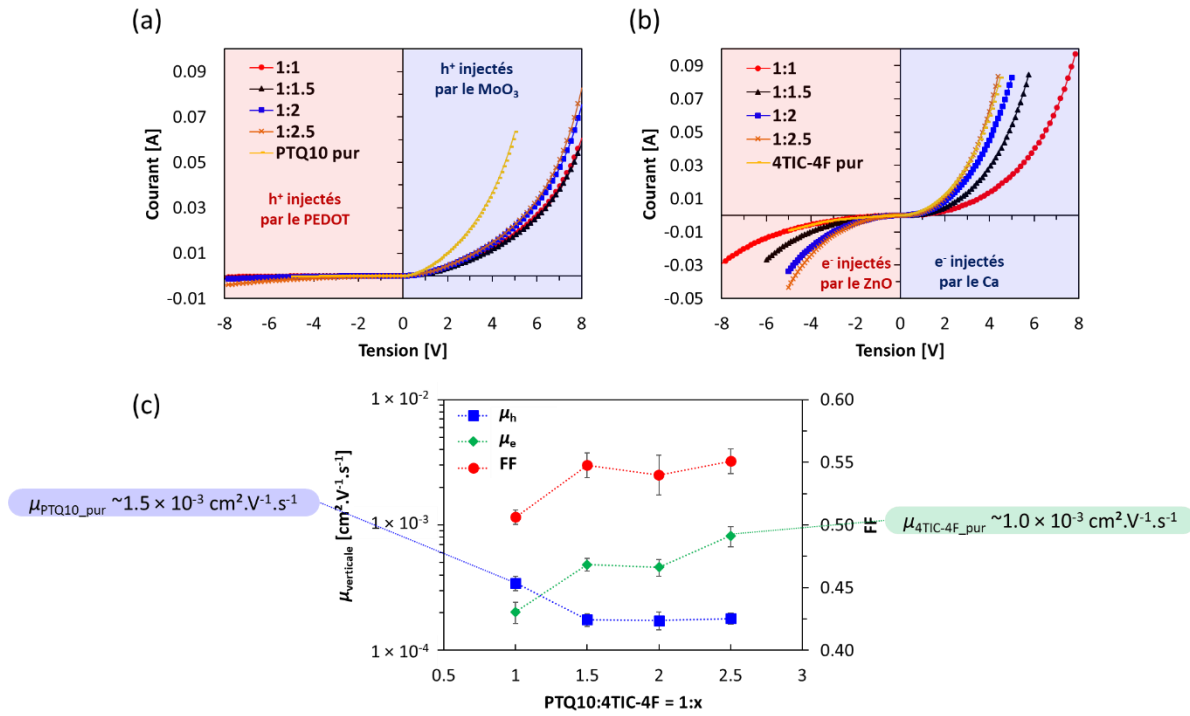 (a)
Courant [A]
0.09
0.07
0.05
0.03
0.01
-0.01
1:1
1:1.5
1:2
1:2.5
PTQ10 pur
h⁺ injectés
par le PEDOT
h⁺ injectés
par le MoO₃
-8 -6 -4 -2 0 2 4 6 8
Tension [V]
(b)
Courant [A]
0.09
0.07
0.05
0.03
0.01
-0.01
-0.03
-0.05
1:1
1:1.5
1:2
1:2.5
4TIC-4F pur
e⁻ injectés
par le ZnO
e⁻ injectés
par le Ca
-8 -6 -4 -2 0 2 4 6 8
Tension [V]
(c)
μverticale [cm².V⁻¹.s⁻¹]
1 × 10⁻²
1 × 10⁻³
1 × 10⁻⁴
μh
μe
FF
0.60
0.55
0.50
0.45
0.40
FF
μPTQ10_pur ~1.5 × 10⁻³ cm².V⁻¹.s⁻¹
μ4TIC-4F_pur ~1.0 × 10⁻³ cm².V⁻¹.s⁻¹
0.5 1 1.5 2 2.5 3
PTQ10:4TIC-4F = 1:x